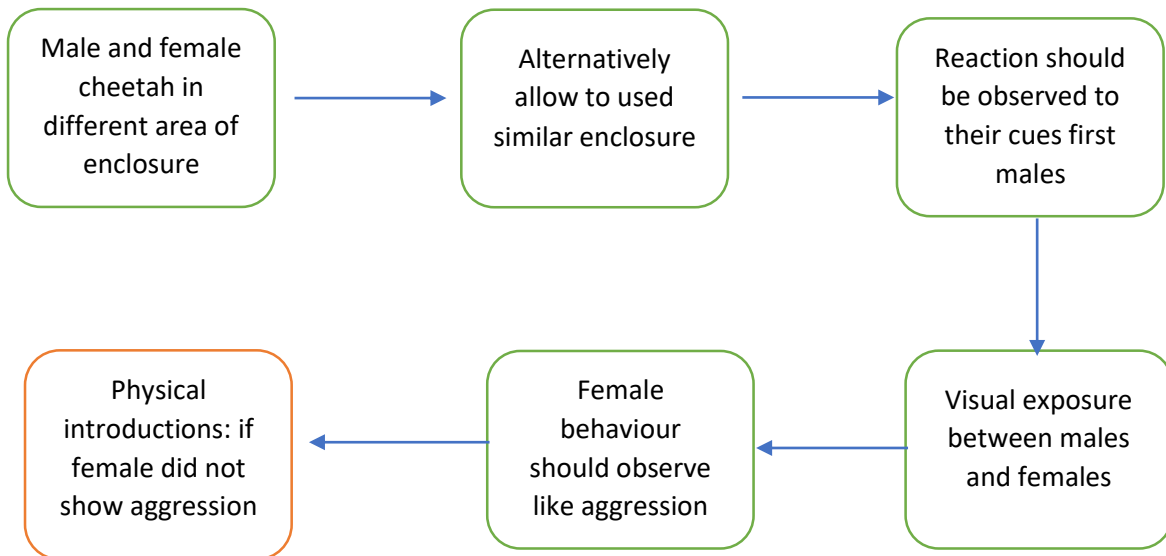 Male and female
cheetah in
different area of
enclosure
Alternatively
allow to used
similar enclosure
Reaction should
be observed to
their cues first
males
Visual exposure
between males
and females
Female
behaviour
should observe
like aggression
Physical
introductions: if
female did not
show aggression